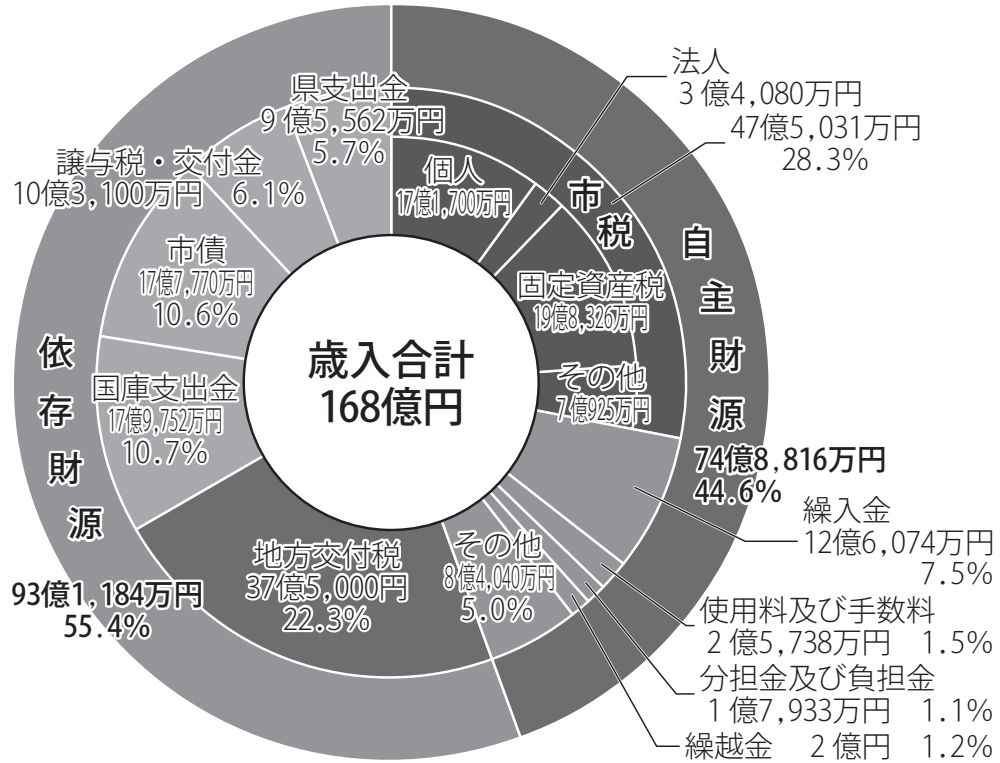 歳入合計
168億円
自主財源
74億8,816万円
44.6%
市税
47億5,031万円
28.3%
個人
17億1,700万円
法人
3億4,080万円
固定資産税
19億8,326万円
その他
7億925万円
繰入金
12億6,074万円
7.5%
使用料及び手数料
2億5,738万円 1.5%
分担金及び負担金
1億7,933万円 1.1%
繰越金 2億円 1.2%
その他
8億4,040万円
5.0%
依存財源
93億1,184万円
55.4%
地方交付税
37億5,000円
22.3%
国庫支出金
17億9,752万円
10.7%
市債
17億7,770万円
10.6%
譲与税・交付金
10億3,100万円 6.1%
県支出金
9億5,562万円
5.7%